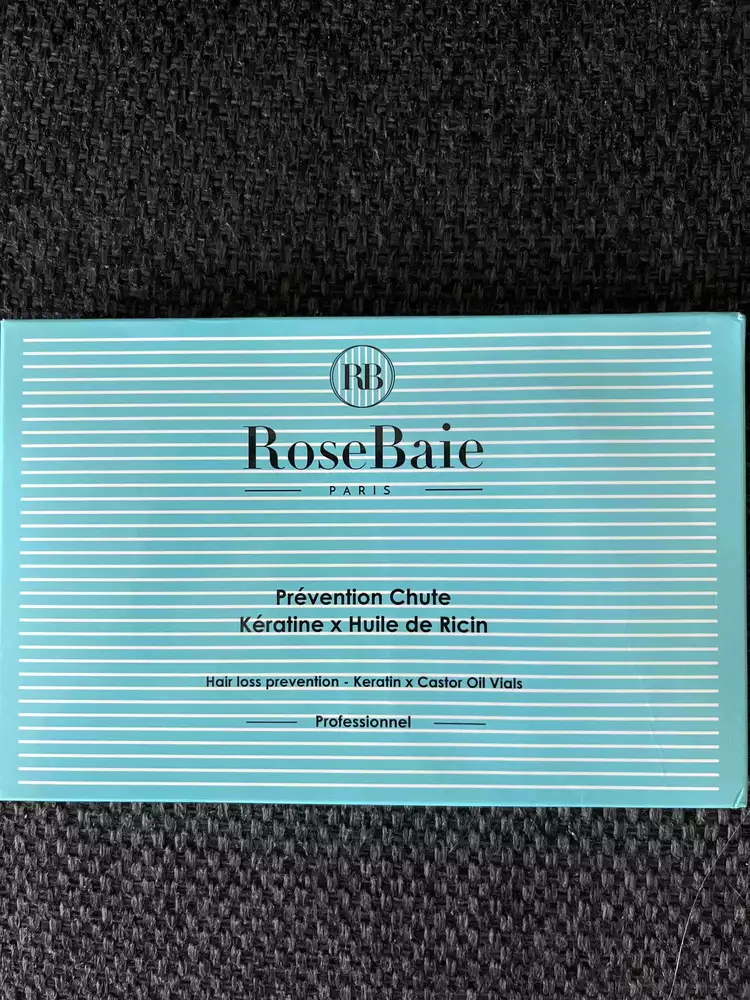 RB
RoseBaie
PARIS
Prévention Chute
Kératine x Huile de Ricin
Hair loss prevention - Keratin x Castor Oil Vials
Professionnel